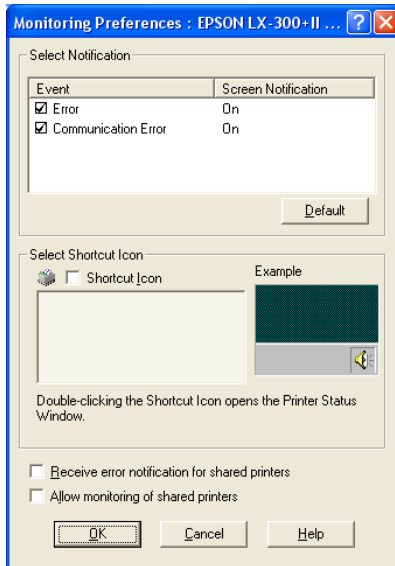 Monitoring Preferences : EPSON LX-300+II ...
Select Notification
Event Screen Notification
Error On
Communication Error On
Default
Select Shortcut Icon
Shortcut Icon Example
Double-clicking the Shortcut Icon opens the Printer Status
Window.
Receive error notification for shared printers
Allow monitoring of shared printers
OK Cancel Help